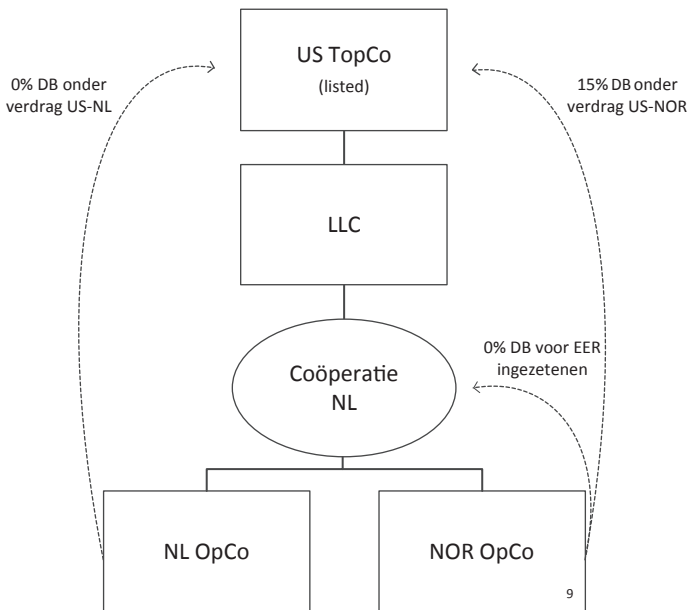 US TopCo
(listed)
0% DB onder
verdrag US-NL
15% DB onder
verdrag US-NOR
LLC
0% DB voor EER
ingezetenen
Coöperatie
NL
NL OpCo
NOR OpCo
9